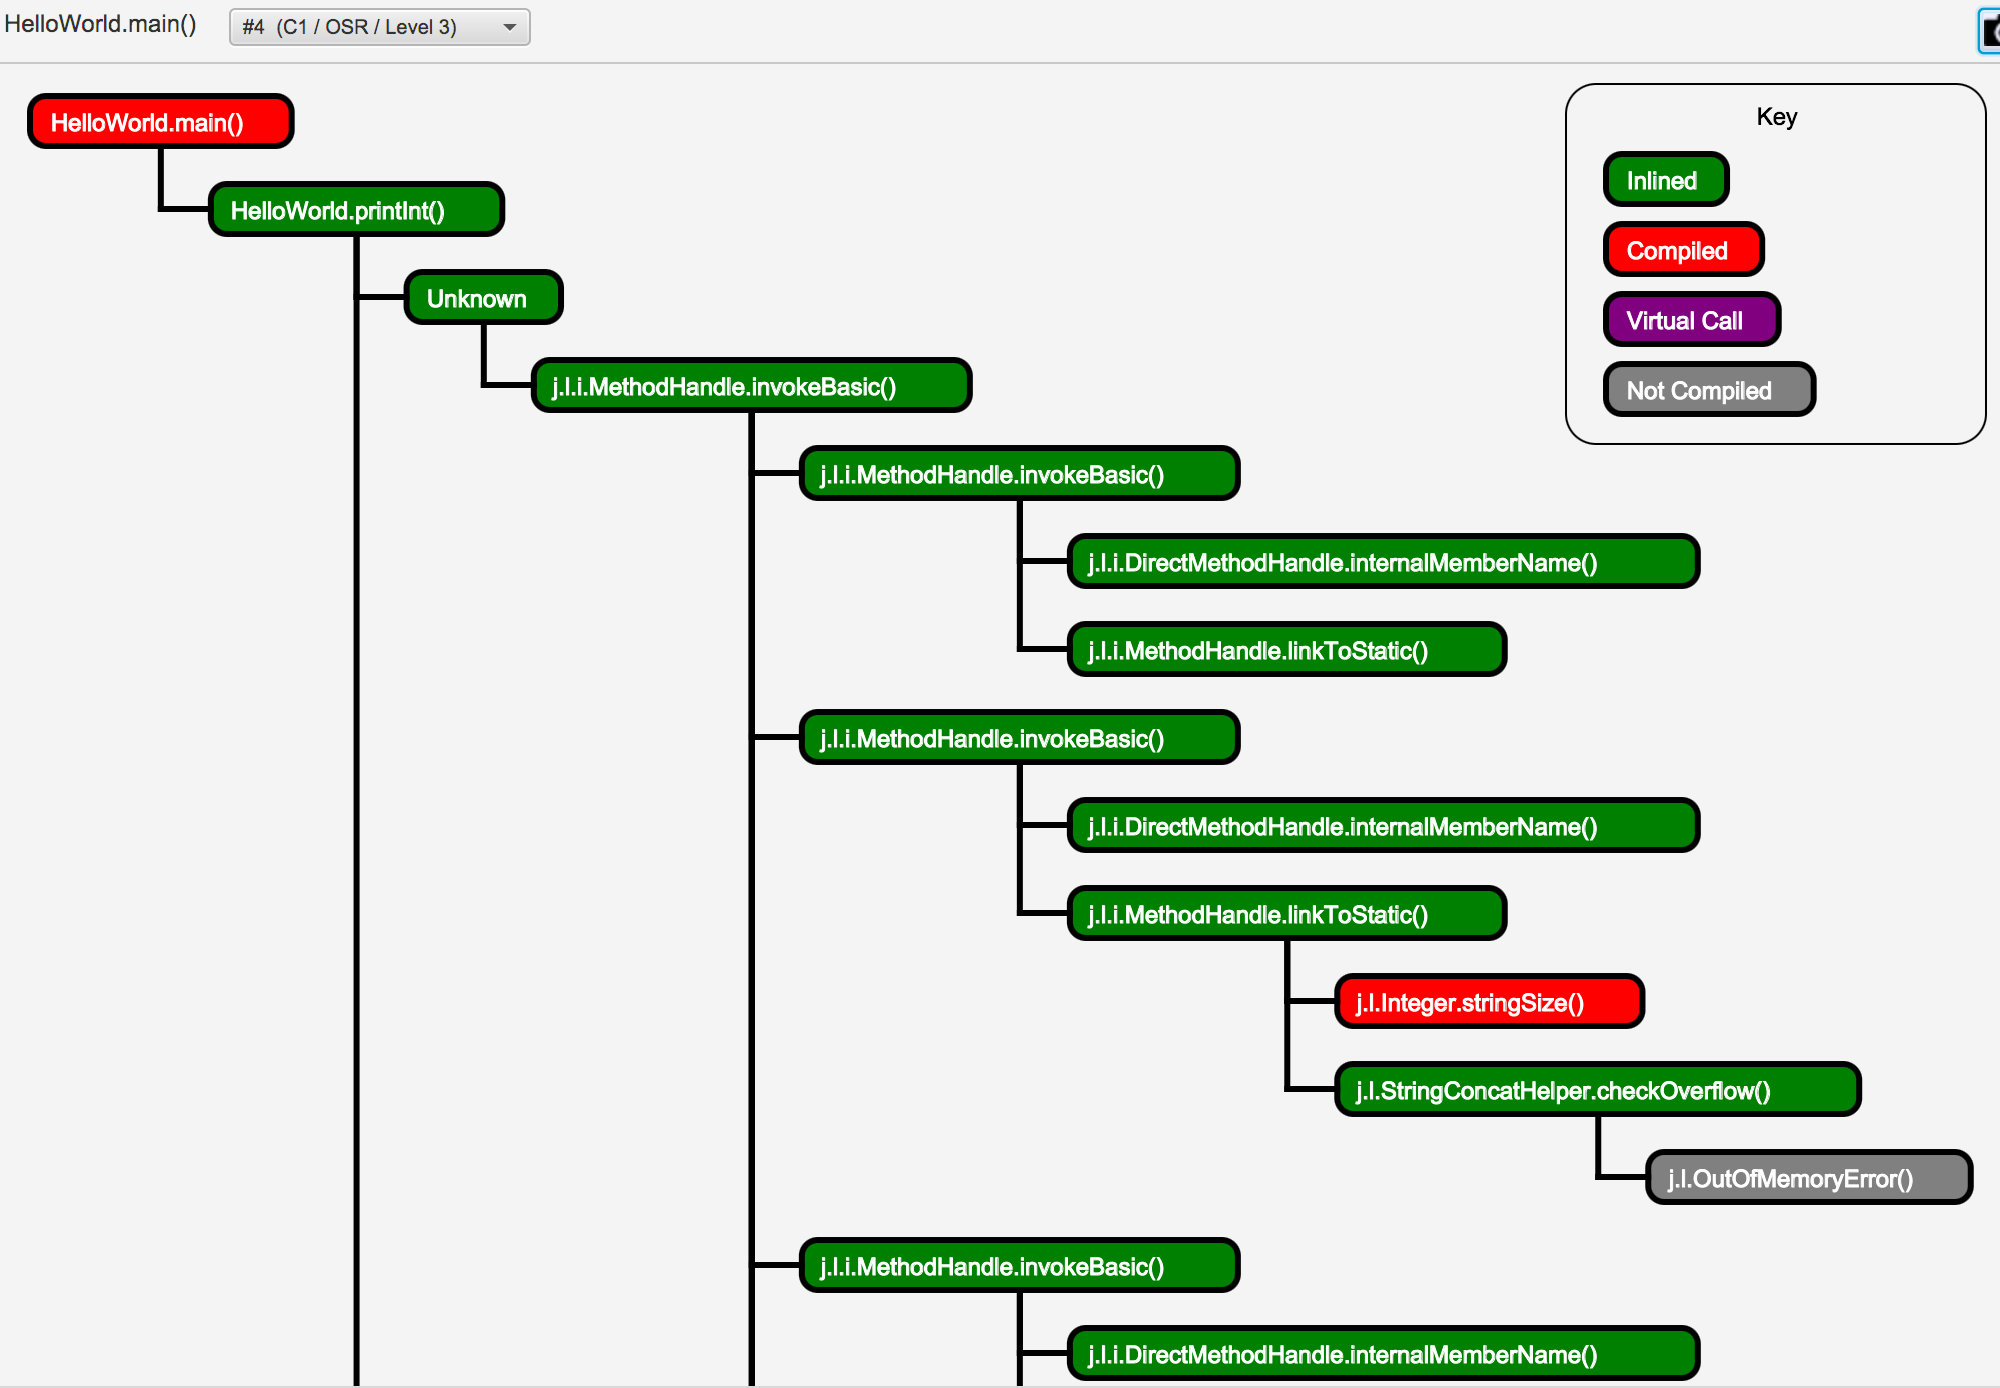 HelloWorld.main()
#4 (C1 / OSR / Level 3)
Key
Inlined
Compiled
Virtual Call
Not Compiled
HelloWorld.main()
HelloWorld.printInt()
Unknown
j.l.i.MethodHandle.invokeBasic()
j.l.i.MethodHandle.invokeBasic()
j.l.i.DirectMethodHandle.internalMemberName()
j.l.i.MethodHandle.linkToStatic()
j.l.i.MethodHandle.invokeBasic()
j.l.i.DirectMethodHandle.internalMemberName()
j.l.i.MethodHandle.linkToStatic()
j.l.Integer.stringSize()
j.l.StringConcatHelper.checkOverflow()
j.l.OutOfMemoryError()
j.l.i.MethodHandle.invokeBasic()
j.l.i.DirectMethodHandle.internalMemberName()